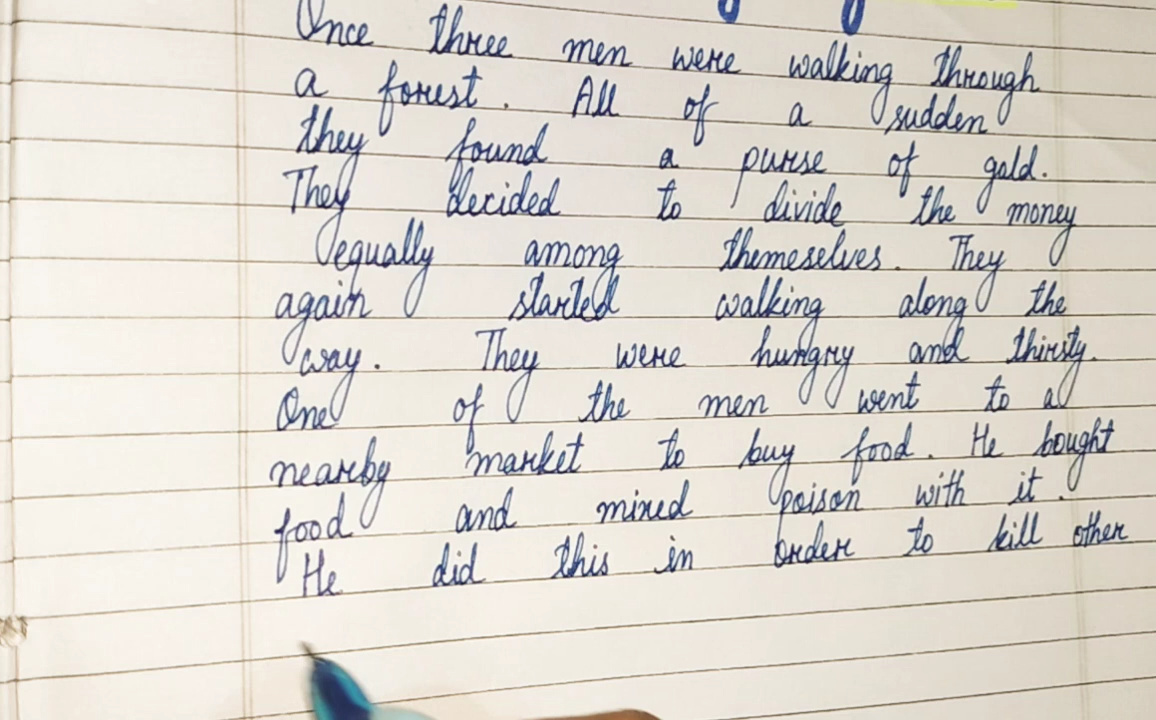 Once three men were walking through
a forest. All of a sudden
they found a purse of gold.
They decided to divide the money
equally among themeselves. They
again started walking along the
way. They were hungry and thirsty.
One of the men went to a
nearby market to buy food. He bought
food and mixed poison with it.
He did this in order to kill other